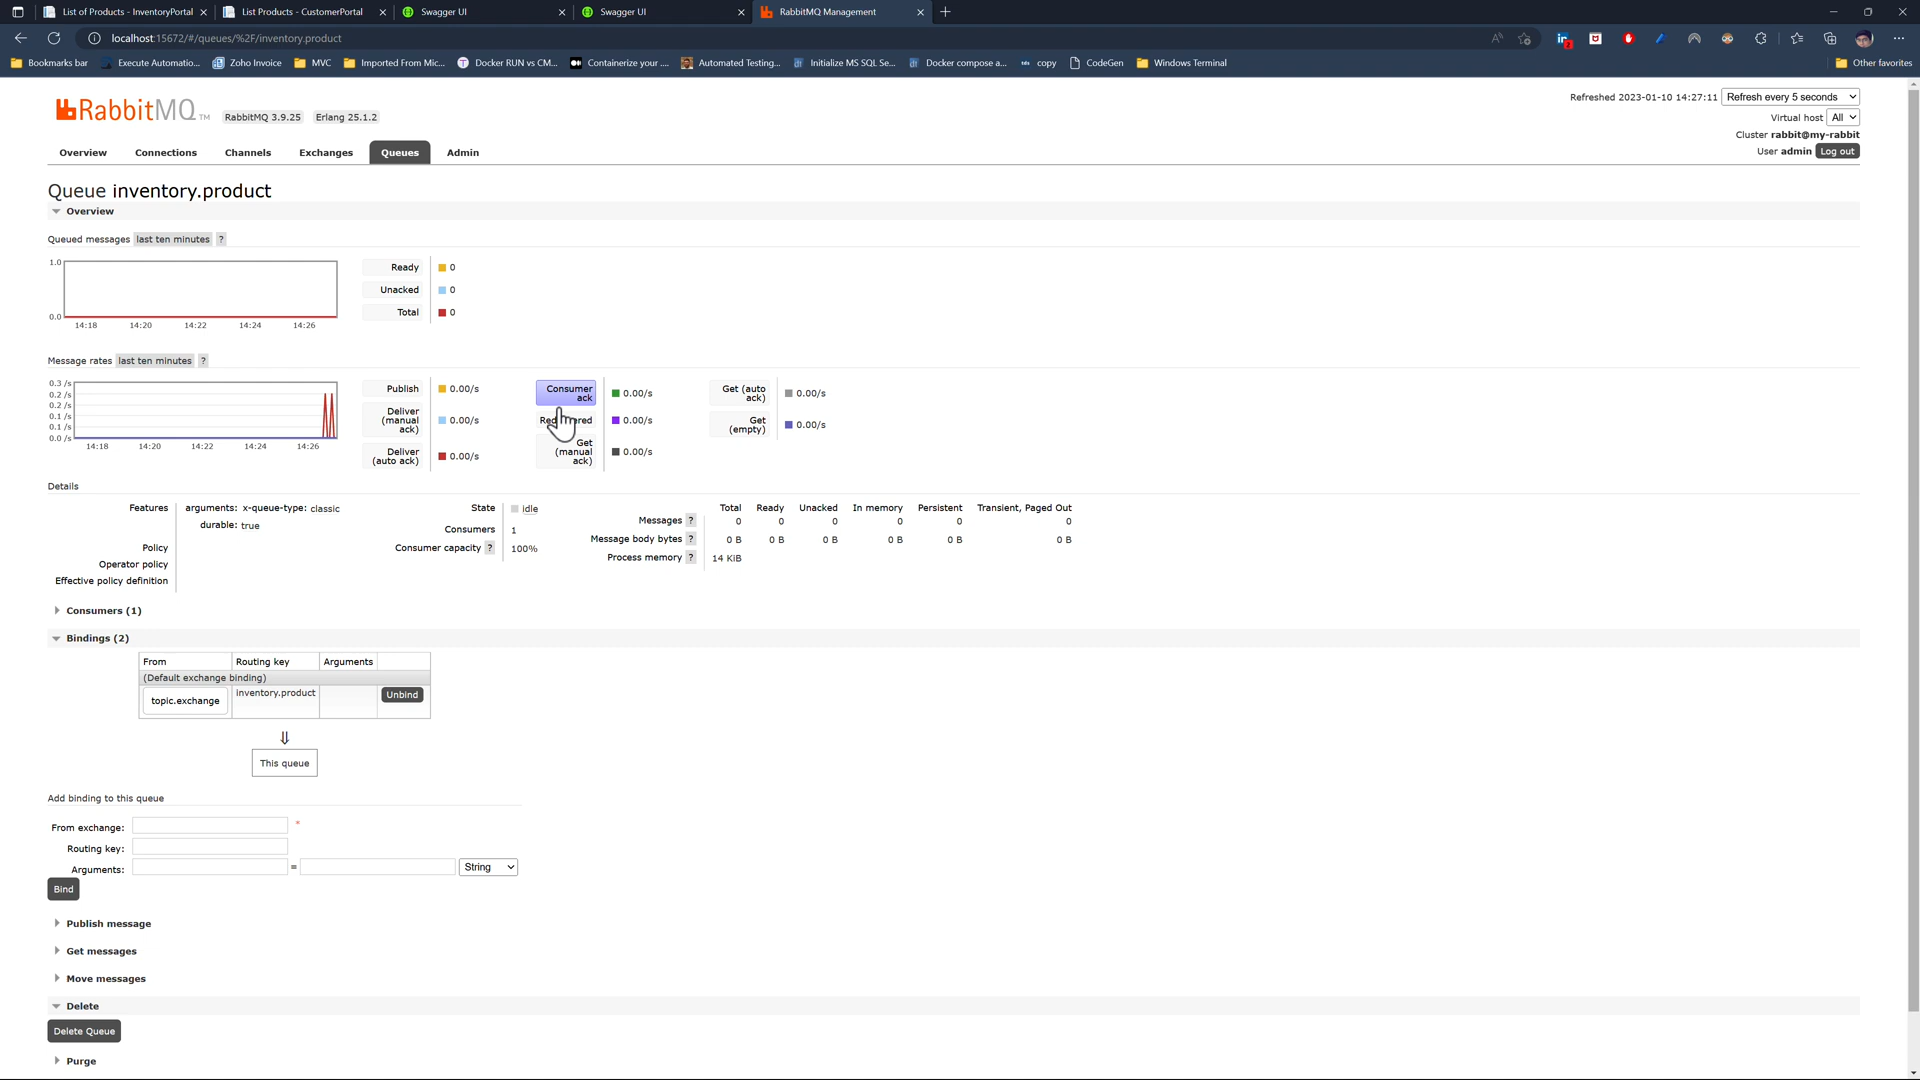 List of Products - InventoryPortal
List Products - CustomerPortal
Swagger UI
Swagger UI
RabbitMQ Management
localhost:15672/#/queues/%2F/inventory.product
Bookmarks bar
Execute Automatio...
Zoho Invoice
MVC
Imported From Mic...
Docker RUN vs CM...
Containerize your ....
Automated Testing...
Initialize MS SQL Se...
Docker compose a...
copy
CodeGen
Windows Terminal
Other favorites
RabbitMQ TM
RabbitMQ 3.9.25
Erlang 25.1.2
Refreshed 2023-01-10 14:27:11
Refresh every 5 seconds
Virtual host All
Cluster rabbit@my-rabbit
User admin Log out
Overview
Connections
Channels
Exchanges
Queues
Admin
Queue inventory.product
Overview
Queued messages last ten minutes ?
1.0
0.0
14:18 14:20 14:22 14:24 14:26
Ready 0
Unacked 0
Total 0
Message rates last ten minutes ?
0.3 /s
0.2 /s
0.2 /s
0.1 /s
0.1 /s
0.0 /s
14:18 14:20 14:22 14:24 14:26
Publish 0.00/s
Deliver (manual ack) 0.00/s
Deliver (auto ack) 0.00/s
Consumer ack 0.00/s
0.00/s
Get (manual ack) 0.00/s
Get (auto ack) 0.00/s
Get (empty) 0.00/s
Details
Features arguments: x-queue-type: classic
durable: true
Policy
Operator policy
Effective policy definition
State idle
Consumers 1
Consumer capacity ? 100%
Total Ready Unacked In memory Persistent Transient, Paged Out
Messages ? 0 0 0 0 0 0
Message body bytes ? 0 B 0 B 0 B 0 B 0 B 0 B
Process memory ? 14 KiB
Consumers (1)
Bindings (2)
From Routing key Arguments
(Default exchange binding)
topic.exchange inventory.product Unbind
⇓
This queue
Add binding to this queue
From exchange: *
Routing key:
Arguments: = String
Bind
Publish message
Get messages
Move messages
Delete
Delete Queue
Purge